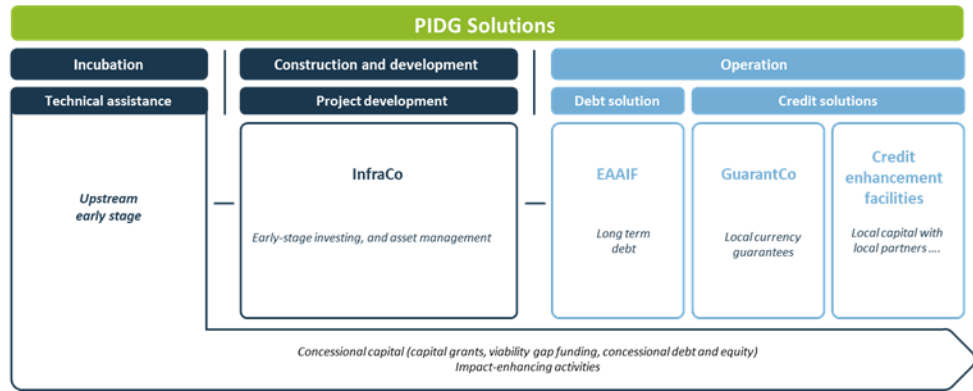 PIDG Solutions
Incubation
Construction and development
Operation
Technical assistance
Project development
Debt solution
Credit solutions
Upstream
early stage
InfraCo
Early-stage investing, and asset management
EAAIF
Long term
debt
GuarantCo
Local currency
guarantees
Credit
enhancement
facilities
Local capital with
local partners ....
Concessional capital (capital grants, viability gap funding, concessional debt and equity)
Impact-enhancing activities